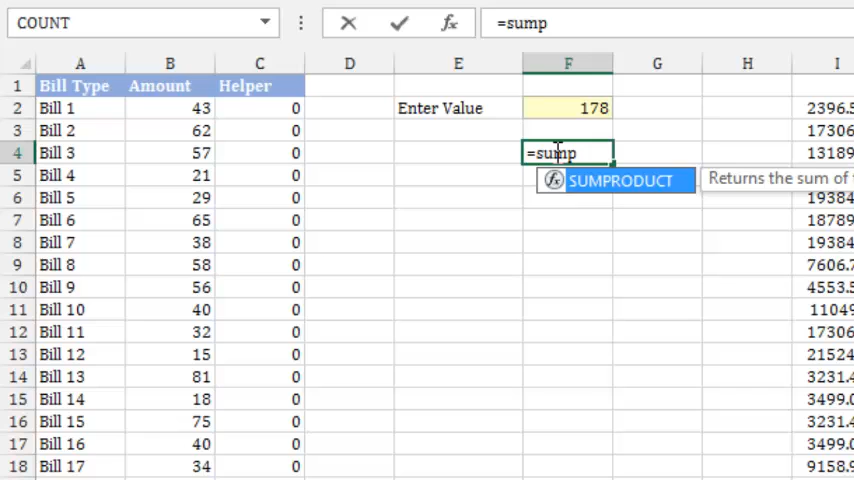 COUNT =sump
A B C D E F G H I
1 Bill Type Amount Helper
2 Bill 1 43 0 Enter Value 178 2396.5
3 Bill 2 62 0 17306
4 Bill 3 57 0 =sump 13189
5 Bill 4 21 0 SUMPRODUCT Returns the sum of
6 Bill 5 29 0 19384
7 Bill 6 65 0 18789
8 Bill 7 38 0 19384
9 Bill 8 58 0 7606.7
10 Bill 9 56 0 4553.5
11 Bill 10 40 0 11049
12 Bill 11 32 0 17306
13 Bill 12 15 0 21524
14 Bill 13 81 0 3231.4
15 Bill 14 18 0 3499.0
16 Bill 15 75 0 3231.4
17 Bill 16 40 0 3499.0
18 Bill 17 34 0 9158.9